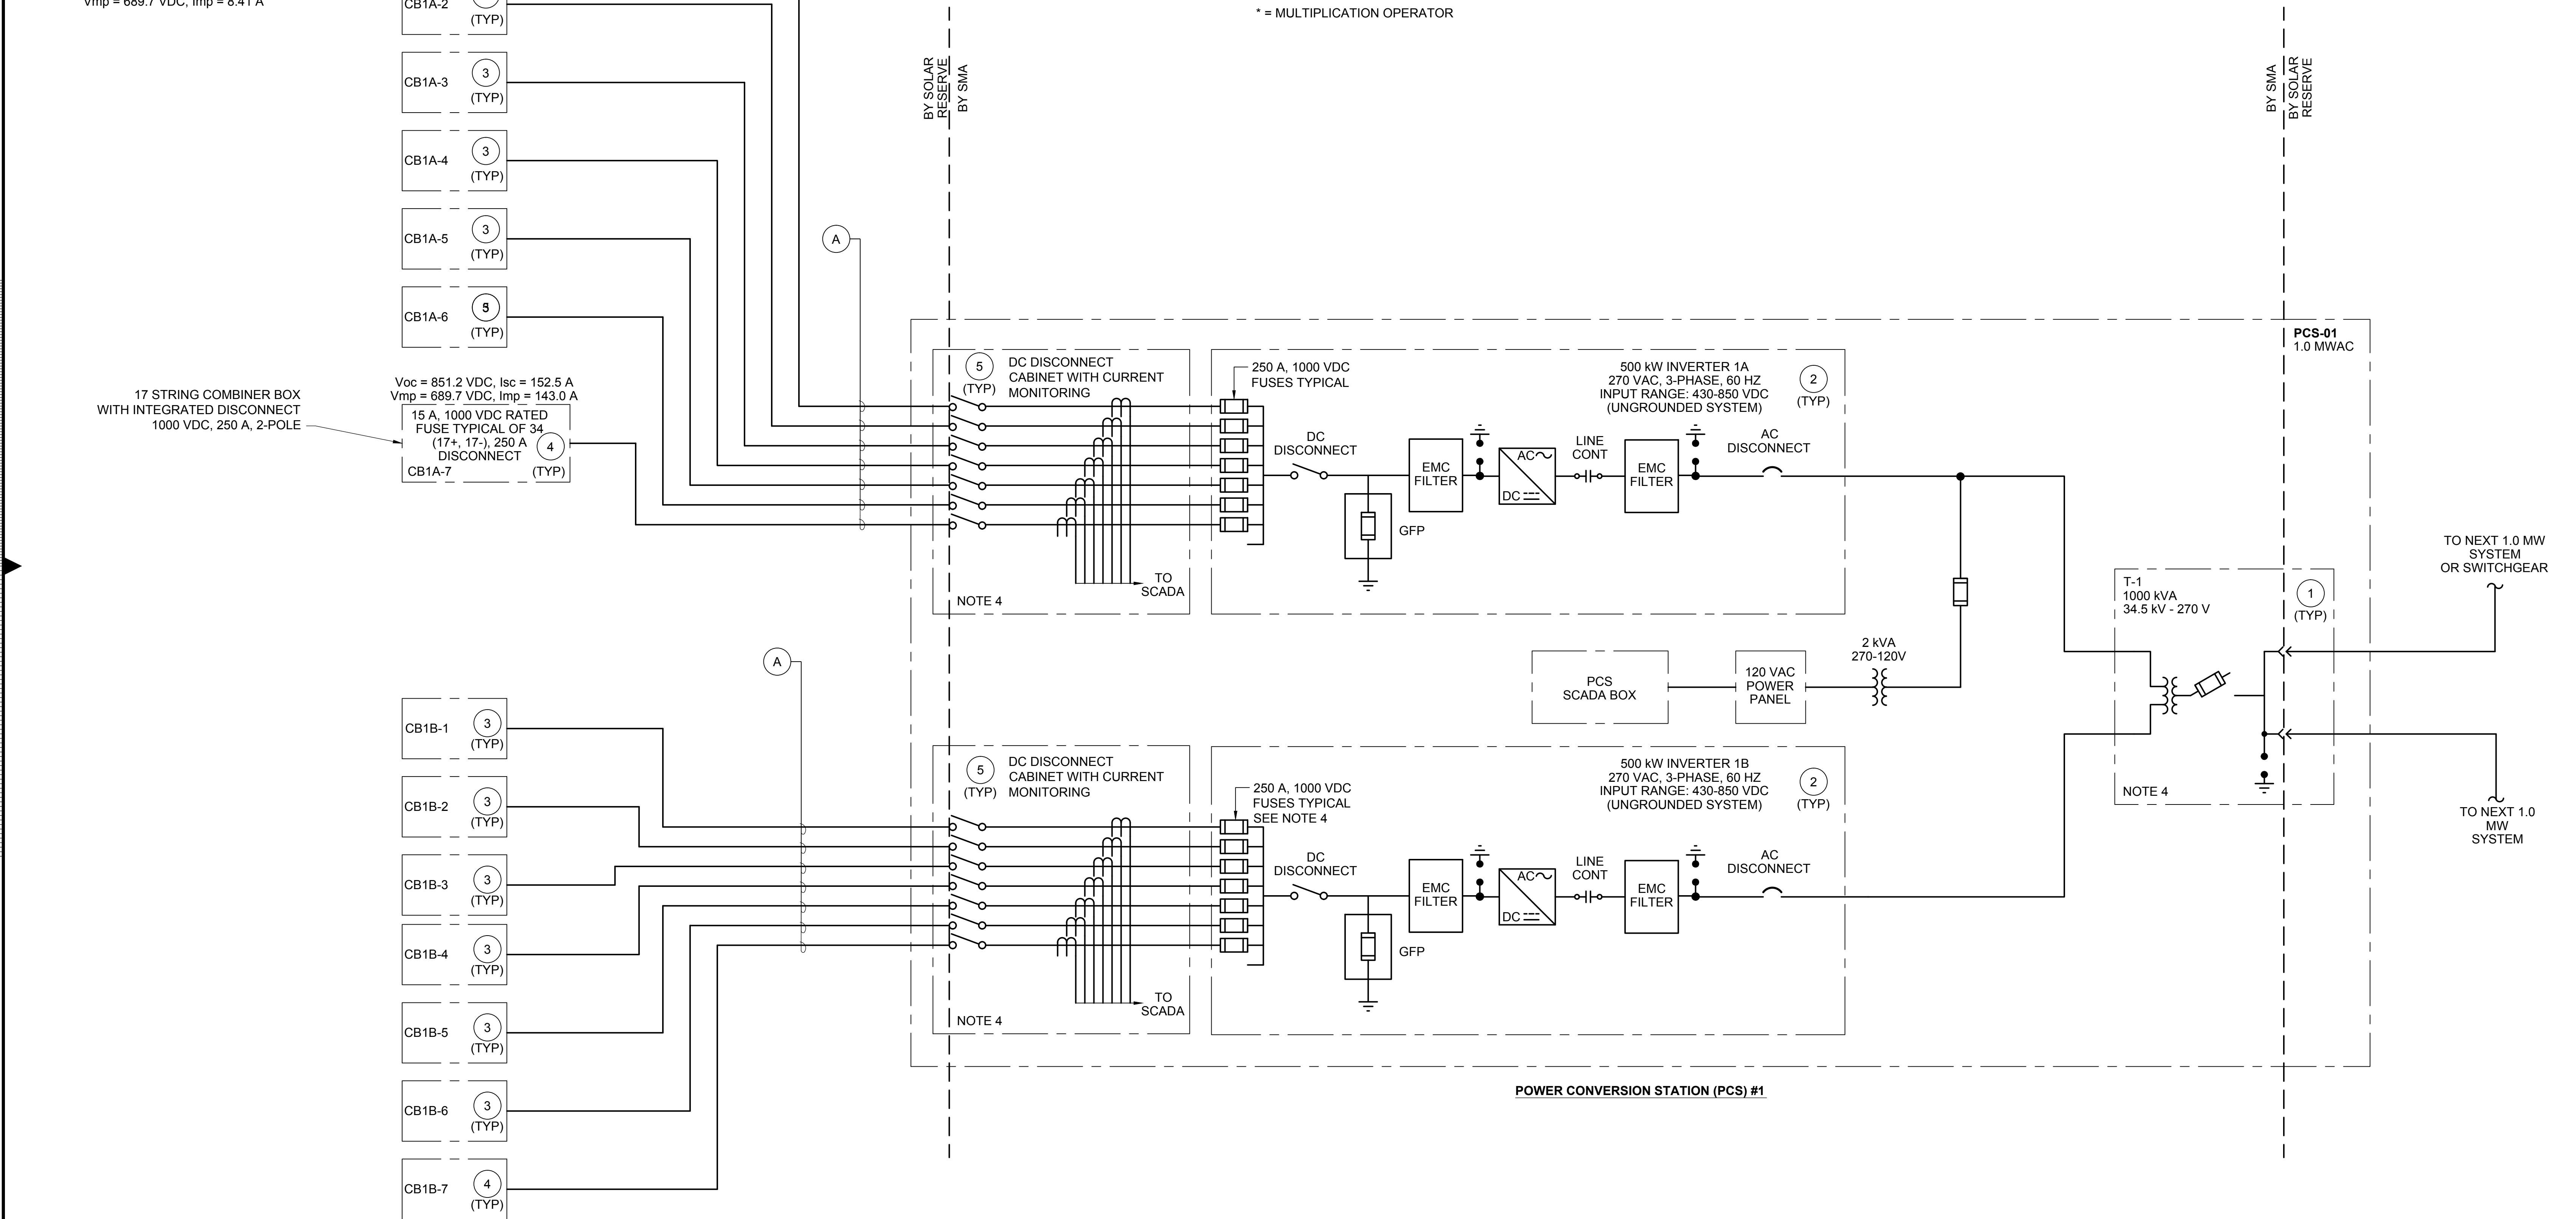 Vmp = 689.7 VDC, Imp = 8.41 A
* = MULTIPLICATION OPERATOR
CB1A-2
(TYP)
CB1A-3
3
(TYP)
CB1A-4
3
(TYP)
CB1A-5
3
(TYP)
CB1A-6
(TYP)
BY SOLAR
RESERVE
BY SMA
BY SMA
BY SOLAR
RESERVE
A
17 STRING COMBINER BOX
WITH INTEGRATED DISCONNECT
1000 VDC, 250 A, 2-POLE
Voc = 851.2 VDC, Isc = 152.5 A
Vmp = 689.7 VDC, Imp = 143.0 A
15 A, 1000 VDC RATED
FUSE TYPICAL OF 34
(17+, 17-), 250 A
DISCONNECT
CB1A-7
4
(TYP)
PCS-01
1.0 MWAC
5
(TYP)
DC DISCONNECT
CABINET WITH CURRENT
MONITORING
TO
SCADA
NOTE 4
250 A, 1000 VDC
FUSES TYPICAL
500 kW INVERTER 1A
270 VAC, 3-PHASE, 60 HZ
INPUT RANGE: 430-850 VDC
(UNGROUNDED SYSTEM)
2
(TYP)
DC
DISCONNECT
GFP
EMC
FILTER
AC
DC
LINE
CONT
EMC
FILTER
AC
DISCONNECT
TO NEXT 1.0 MW
SYSTEM
OR SWITCHGEAR
T-1
1000 kVA
34.5 kV - 270 V
1
(TYP)
NOTE 4
TO NEXT 1.0
MW
SYSTEM
2 kVA
270-120V
120 VAC
POWER
PANEL
PCS
SCADA BOX
A
CB1B-1
3
(TYP)
CB1B-2
3
(TYP)
CB1B-3
3
(TYP)
CB1B-4
3
(TYP)
CB1B-5
3
(TYP)
CB1B-6
3
(TYP)
CB1B-7
4
(TYP)
5
(TYP)
DC DISCONNECT
CABINET WITH CURRENT
MONITORING
TO
SCADA
NOTE 4
250 A, 1000 VDC
FUSES TYPICAL
SEE NOTE 4
500 kW INVERTER 1B
270 VAC, 3-PHASE, 60 HZ
INPUT RANGE: 430-850 VDC
(UNGROUNDED SYSTEM)
2
(TYP)
DC
DISCONNECT
GFP
EMC
FILTER
AC
DC
LINE
CONT
EMC
FILTER
AC
DISCONNECT
POWER CONVERSION STATION (PCS) #1